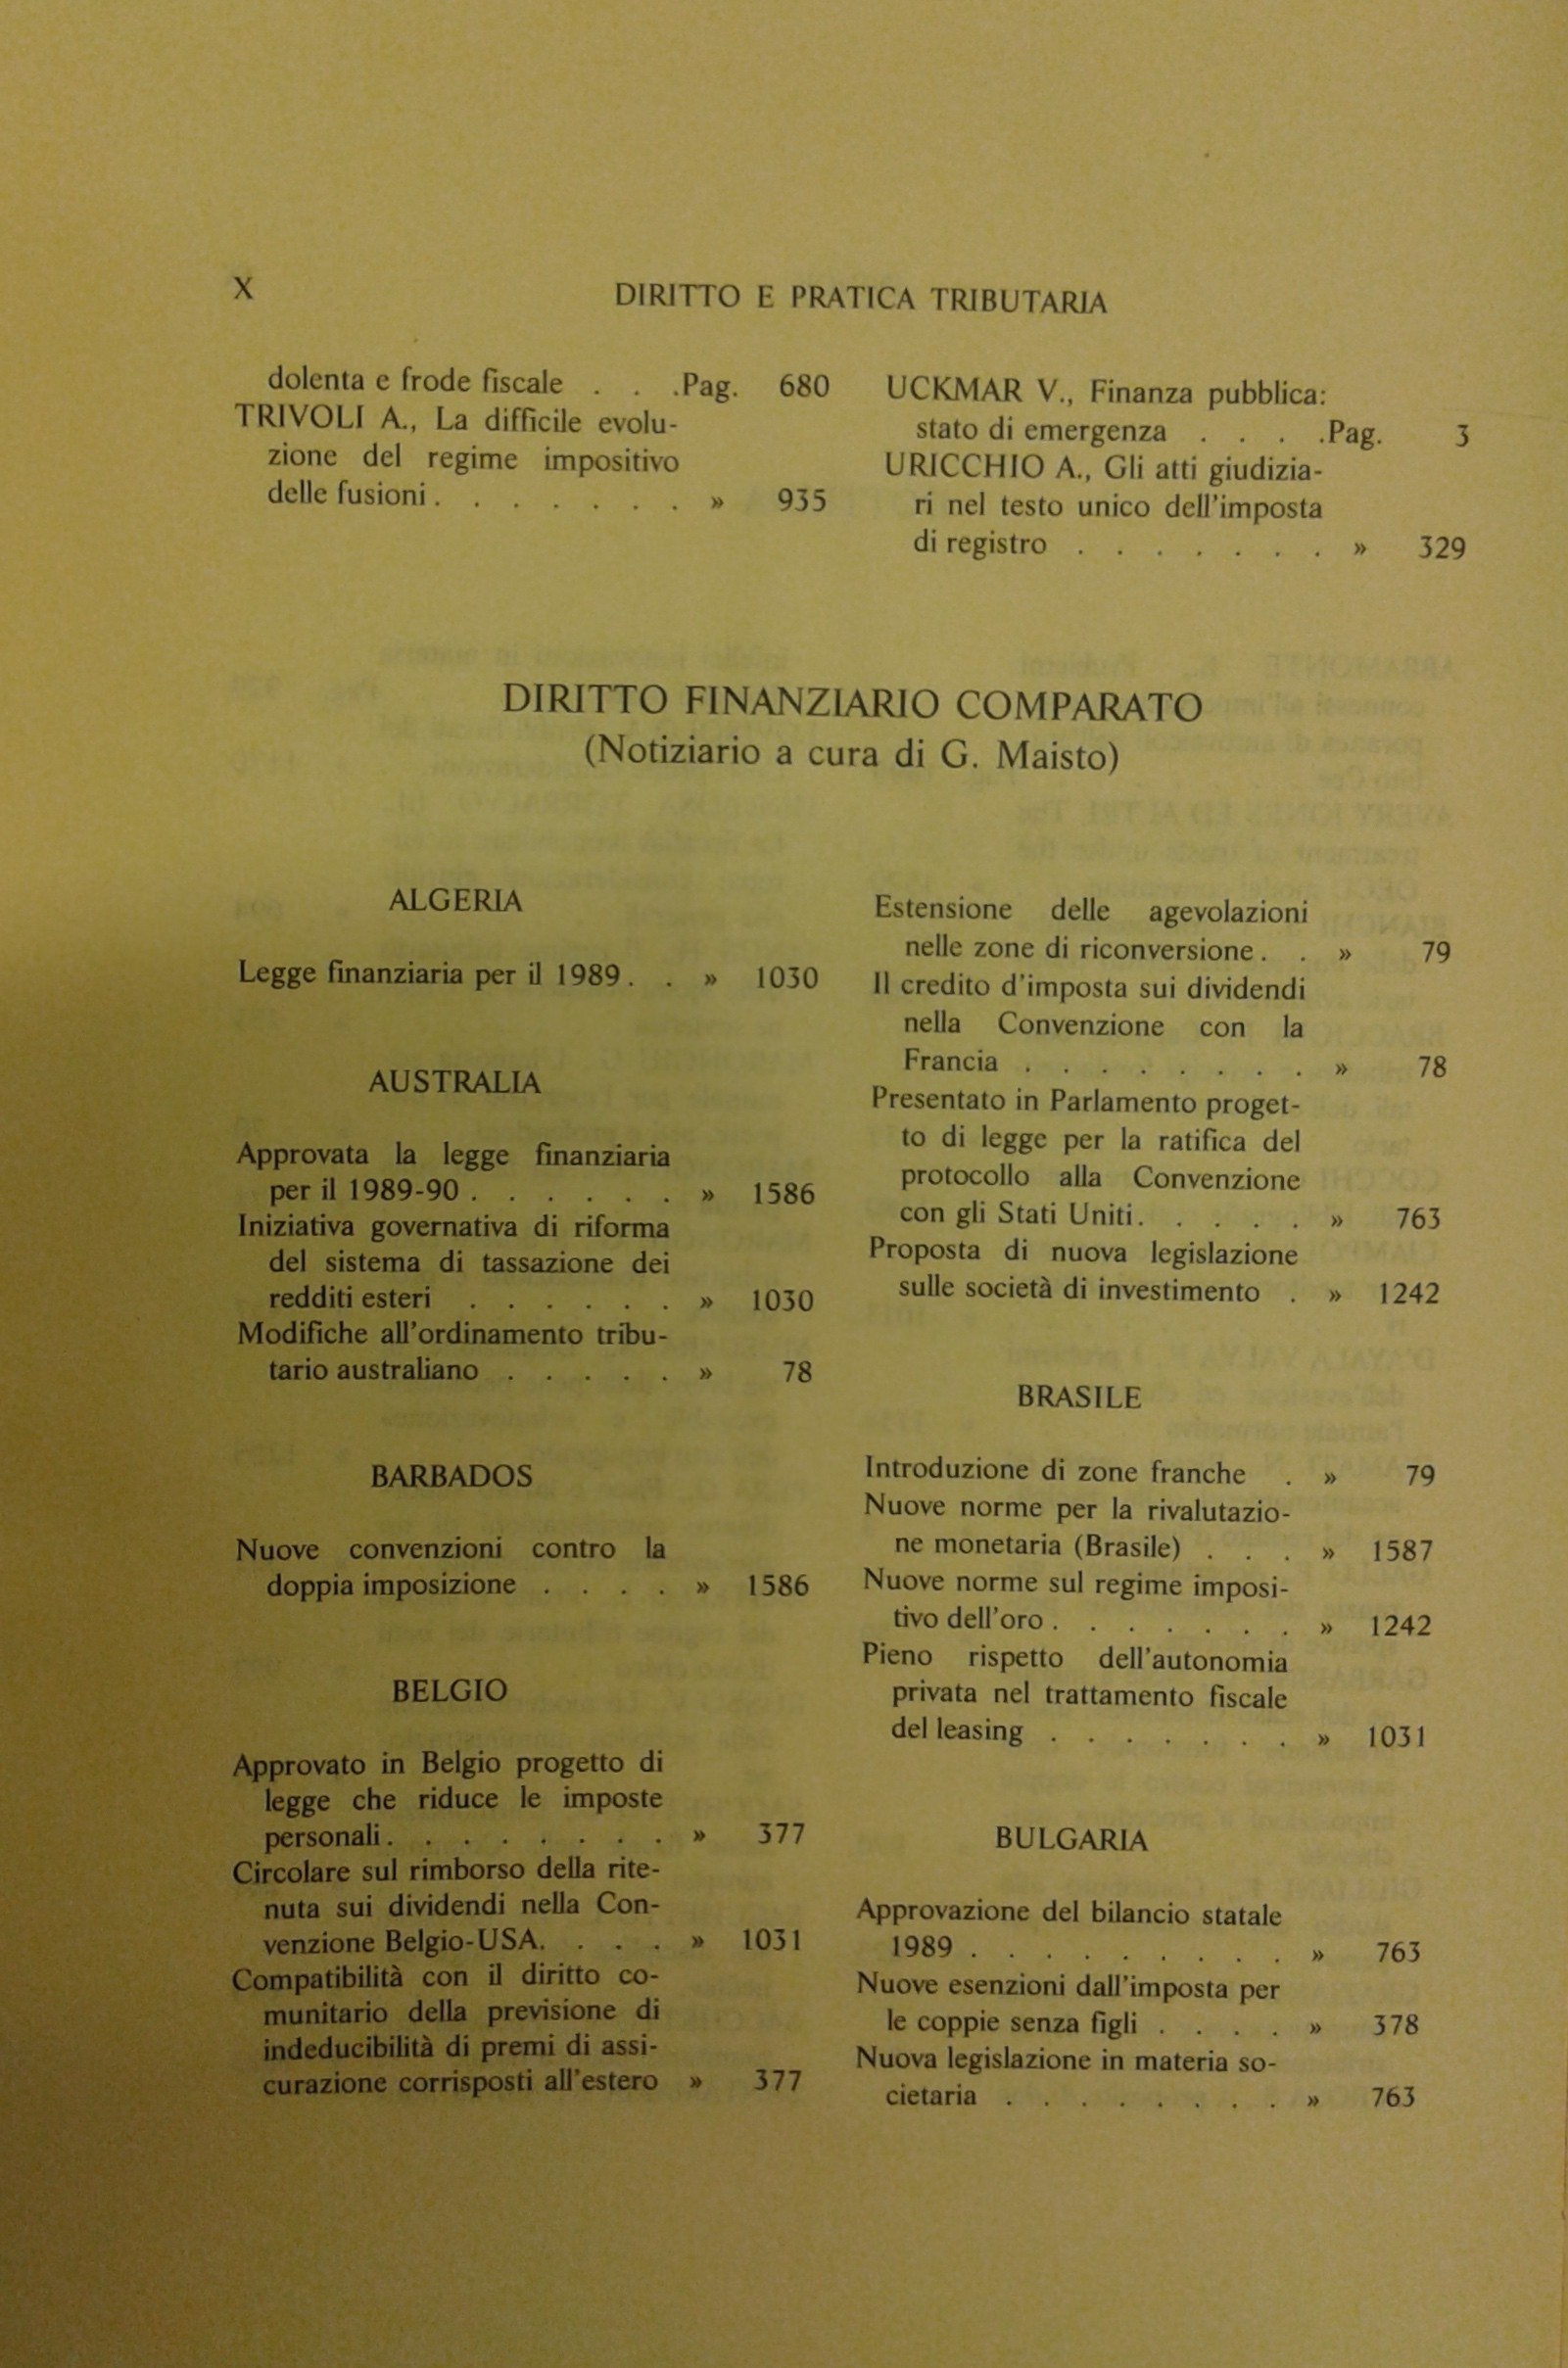 X
DIRITTO E PRATICA TRIBUTARIA
dolenta e frode fiscale . . .Pag. 680
TRIVOLI A., La difficile evolu-
zione del regime impositivo
delle fusioni . . . . . . . » 935
UCKMAR V., Finanza pubblica:
stato di emergenza . . . .Pag. 3
URICCHIO A., Gli atti giudizia-
ri nel testo unico dell'imposta
di registro . . . . . . . » 329
DIRITTO FINANZIARIO COMPARATO
(Notiziario a cura di G. Maisto)
ALGERIA
Legge finanziaria per il 1989 . . » 1030
AUSTRALIA
Approvata la legge finanziaria
per il 1989-90 . . . . . . » 1586
Iniziativa governativa di riforma
del sistema di tassazione dei
redditi esteri . . . . . . » 1030
Modifiche all'ordinamento tribu-
tario australiano . . . . . » 78
BARBADOS
Nuove convenzioni contro la
doppia imposizione . . . . » 1586
BELGIO
Approvato in Belgio progetto di
legge che riduce le imposte
personali . . . . . . . . » 377
Circolare sul rimborso della rite-
nuta sui dividendi nella Con-
venzione Belgio-USA. . . . » 1031
Compatibilità con il diritto co-
munitario della previsione di
indeducibilità di premi di assi-
curazione corrisposti all'estero » 377
Estensione delle agevolazioni
nelle zone di riconversione . . » 79
Il credito d'imposta sui dividendi
nella Convenzione con la
Francia . . . . . . . . » 78
Presentato in Parlamento proget-
to di legge per la ratifica del
protocollo alla Convenzione
con gli Stati Uniti. . . . . » 763
Proposta di nuova legislazione
sulle società di investimento . » 1242
BRASILE
Introduzione di zone franche . » 79
Nuove norme per la rivalutazio-
ne monetaria (Brasile) . . . » 1587
Nuove norme sul regime imposi-
tivo dell'oro . . . . . . . » 1242
Pieno rispetto dell'autonomia
privata nel trattamento fiscale
del leasing . . . . . . . » 1031
BULGARIA
Approvazione del bilancio statale
1989 . . . . . . . . . » 763
Nuove esenzioni dall'imposta per
le coppie senza figli . . . . » 378
Nuova legislazione in materia so-
cietaria . . . . . . . . » 763